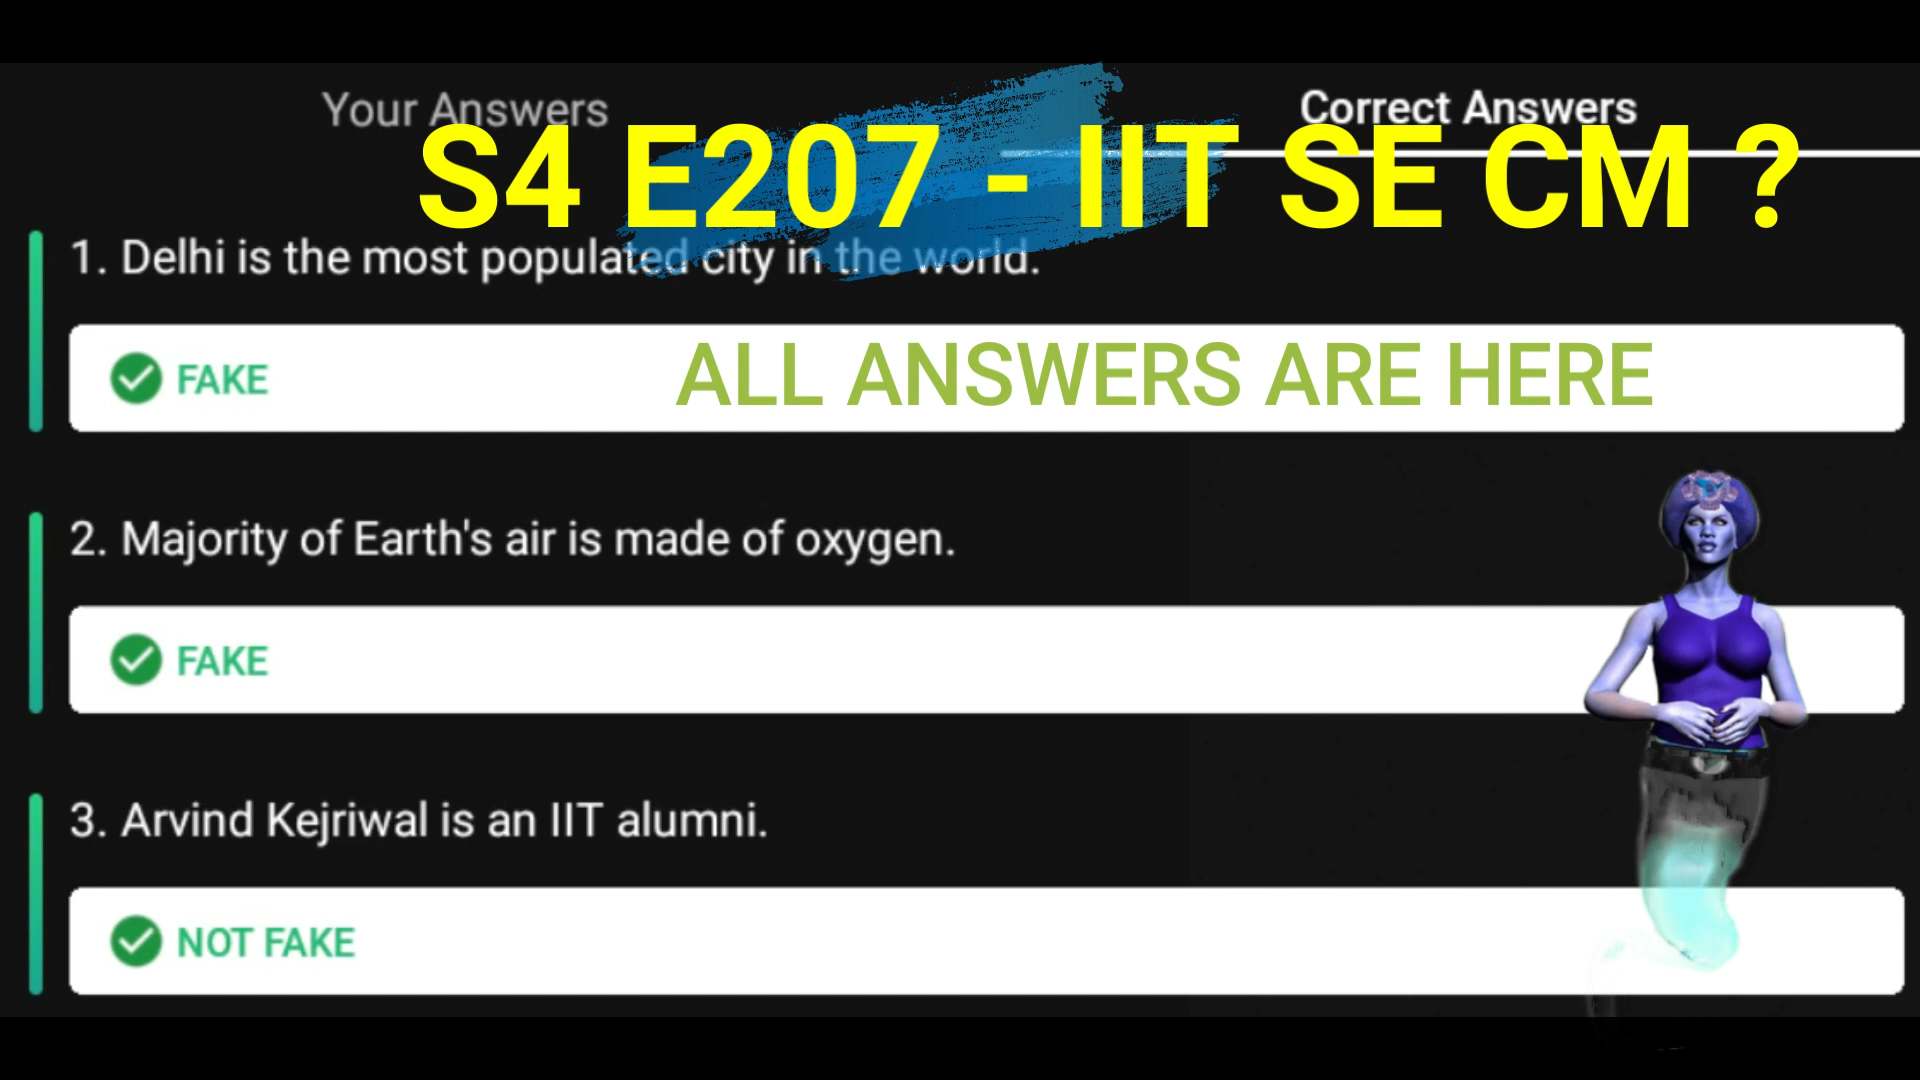 Your Answers
Correct Answers
S4 E207 - IIT SE CM ?
1. Delhi is the most populated city in the world.
FAKE
ALL ANSWERS ARE HERE
2. Majority of Earth's air is made of oxygen.
FAKE
3. Arvind Kejriwal is an IIT alumni.
NOT FAKE